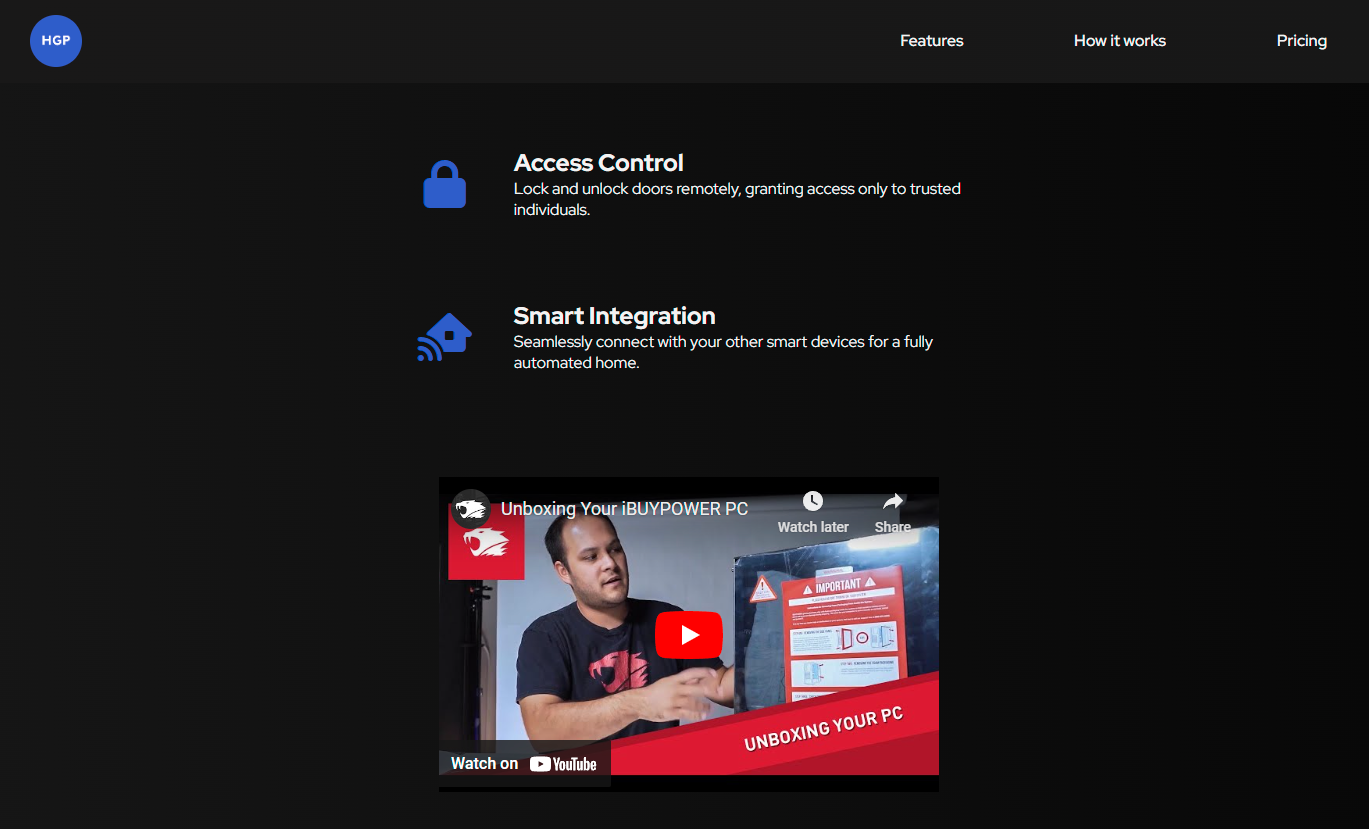 HGP
Features
How it works
Pricing
Access Control
Lock and unlock doors remotely, granting access only to trusted
individuals.
Smart Integration
Seamlessly connect with your other smart devices for a fully
automated home.
Unboxing Your iBUYPOWER PC
Watch later
Share
IMPORTANT
UNBOXING YOUR PC
Watch on YouTube